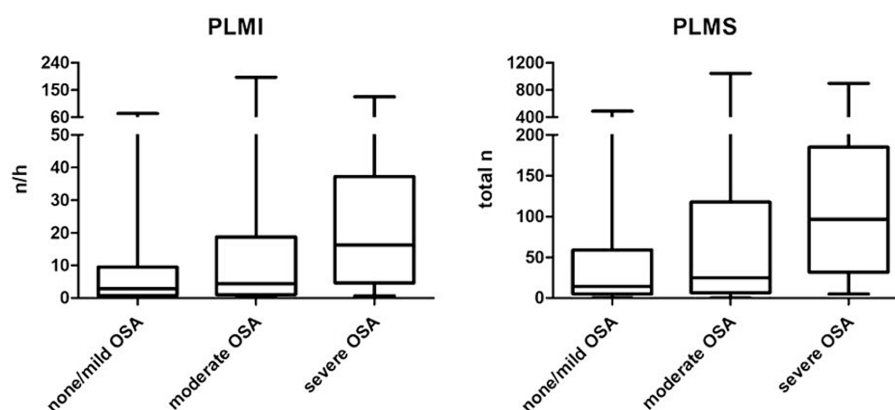 PLMI
240
150
60
50
40
30
20
10
0
n/h
none/mild OSA
moderate OSA
severe OSA
PLMS
1200
800
400
200
150
100
50
0
total n
none/mild OSA
moderate OSA
severe OSA